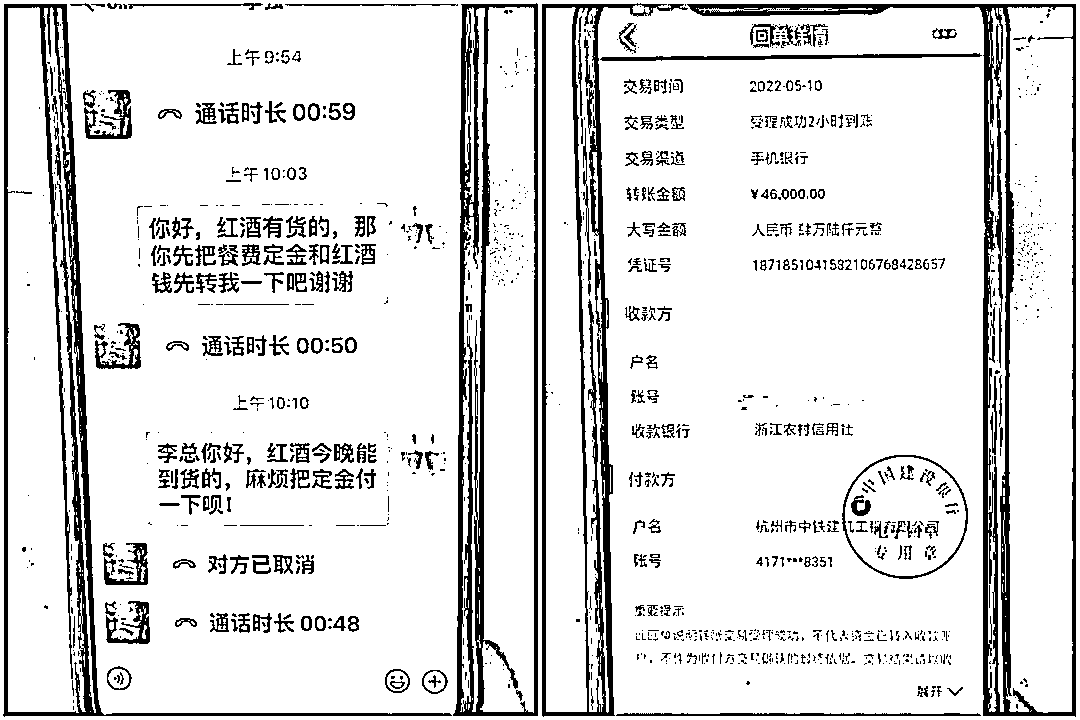 上午 9:54
通话时长 00:59
上午 10:03
你好，红酒有货的，那
你先把餐费定金和红酒
钱先转我一下吧谢谢
通话时长 00:50
上午 10:10
李总你好，红酒今晚能
到货的，麻烦把定金付
一下呗！
对方已取消
通话时长 00:48
回单详情
交易时间 2022-05-10
交易类型 受理成功2小时到账
交易渠道 手机银行
转账金额 ¥46,000.00
大写金额 人民币 肆万陆仟元整
凭证号 1871851041582106768428657
收款方
户名
账号
收款银行 浙江农村信用社
付款方
中国建设银行
户名 杭州市中铁建工程有限公司
电子回单
专用章
账号 4171***8351
重要提示
此回单说明转账交易受理成功，不代表资金已转入收款账
户，不作为收付方交易确认的最终依据。
展开